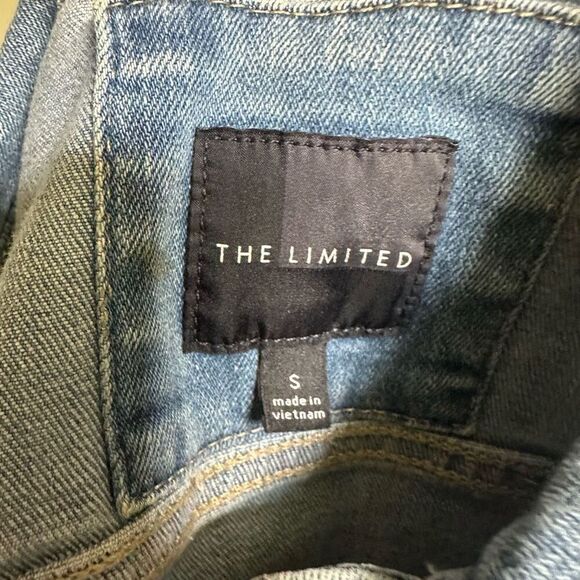 THE LIMITED
S
made in
vietnam